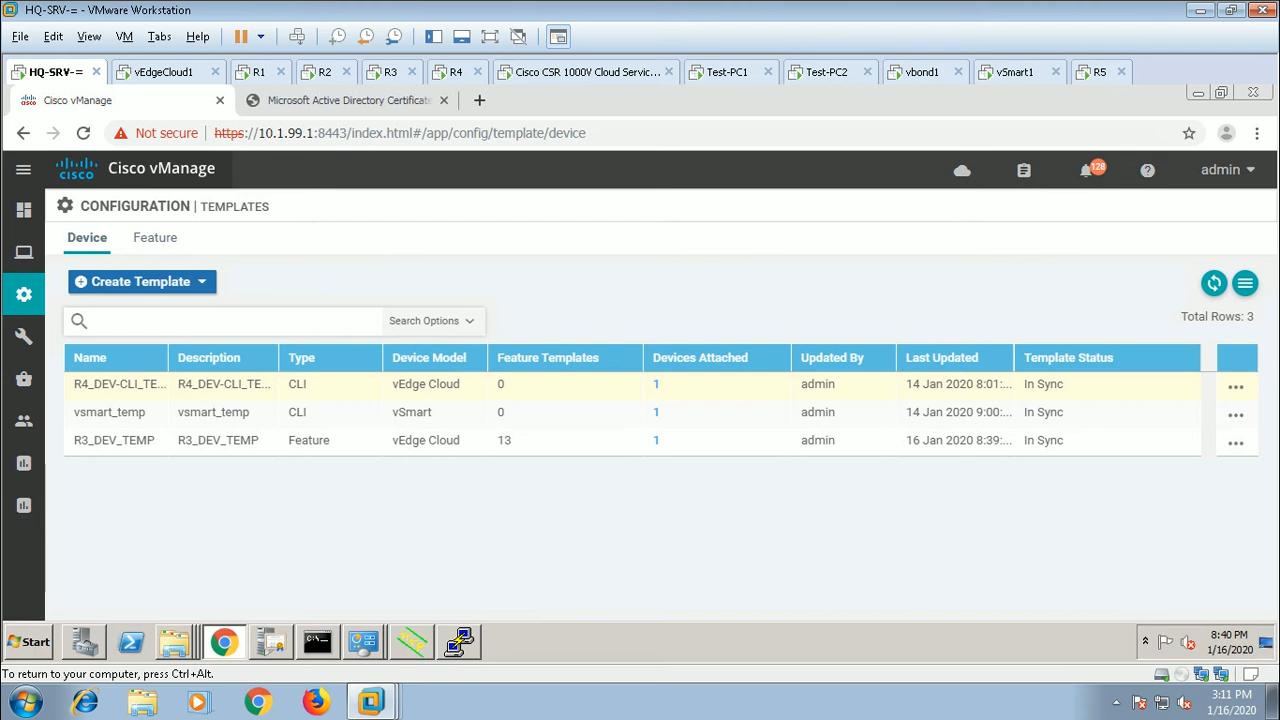 HQ-SRV-= - VMware Workstation
File Edit View VM Tabs Help
HQ-SRV-= vEdgeCloud1 R1 R2 R3 R4 Cisco CSR 1000V Cloud Servic... Test-PC1 Test-PC2 vbond1 vSmart1 R5
Cisco vManage Microsoft Active Directory Certificate
Not secure https://10.1.99.1:8443/index.html#/app/config/template/device
cisco Cisco vManage 128 admin
CONFIGURATION | TEMPLATES
Device Feature
Create Template
Search Options
Total Rows: 3
Name Description Type Device Model Feature Templates Devices Attached Updated By Last Updated Template Status
R4_DEV-CLI_TE... R4_DEV-CLI_TE... CLI vEdge Cloud 0 1 admin 14 Jan 2020 8:01:... In Sync
vsmart_temp vsmart_temp CLI vSmart 0 1 admin 14 Jan 2020 9:00:... In Sync
R3_DEV_TEMP R3_DEV_TEMP Feature vEdge Cloud 13 1 admin 16 Jan 2020 8:39:... In Sync
Start
8:40 PM
1/16/2020
To return to your computer, press Ctrl+Alt.
3:11 PM
1/16/2020